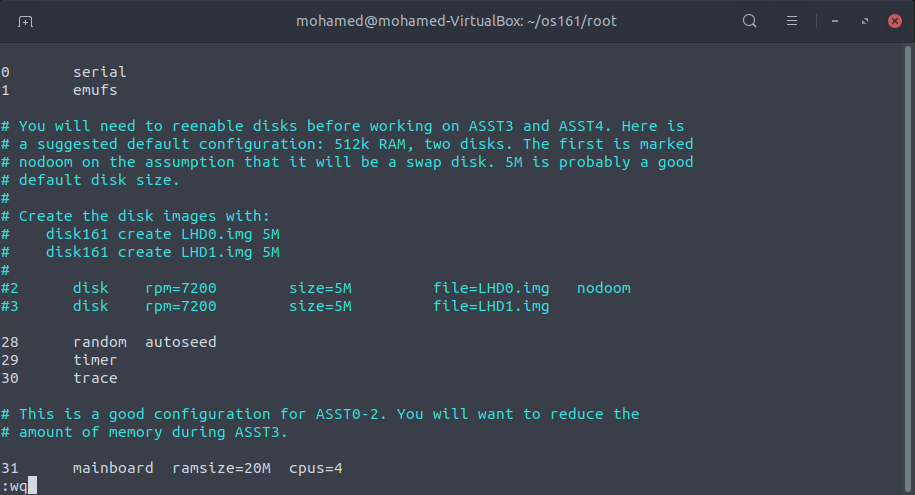 mohamed@mohamed-VirtualBox: ~/os161/root
0 serial
1 emufs
# You will need to reenable disks before working on ASST3 and ASST4. Here is
# a suggested default configuration: 512k RAM, two disks. The first is marked
# nodoom on the assumption that it will be a swap disk. 5M is probably a good
# default disk size.
#
# Create the disk images with:
#    disk161 create LHD0.img 5M
#    disk161 create LHD1.img 5M
#
#2 disk rpm=7200 size=5M file=LHD0.img nodoom
#3 disk rpm=7200 size=5M file=LHD1.img
28 random autoseed
29 timer
30 trace
# This is a good configuration for ASST0-2. You will want to reduce the
# amount of memory during ASST3.
31 mainboard ramsize=20M cpus=4
:wq